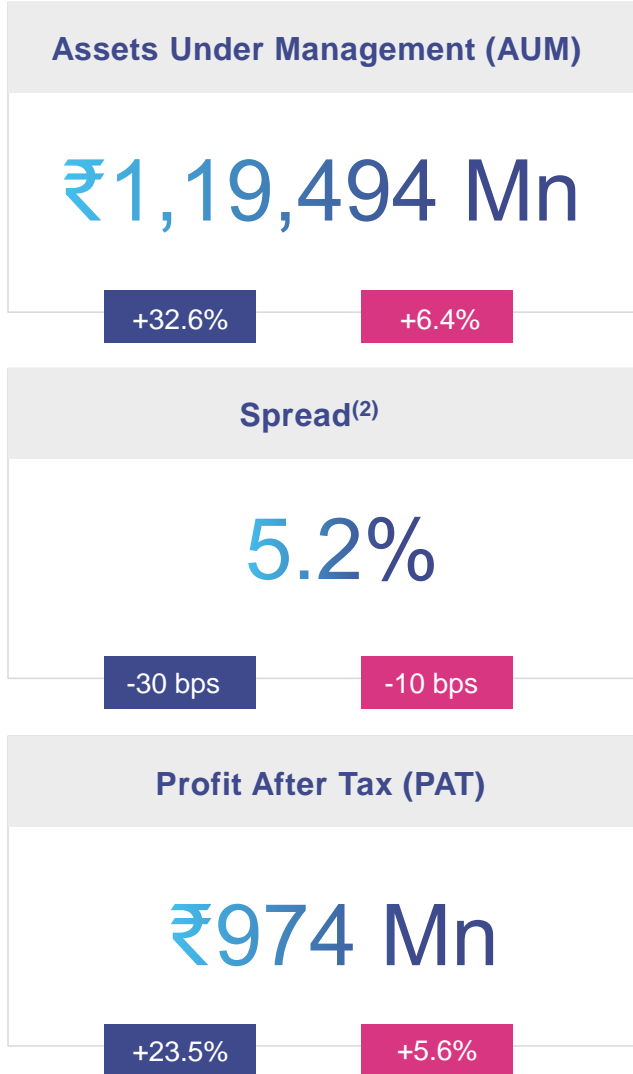 Assets Under Management (AUM)
₹1,19,494 Mn
+32.6% +6.4%
Spread(2)
5.2%
-30 bps -10 bps
Profit After Tax (PAT)
₹974 Mn
+23.5% +5.6%